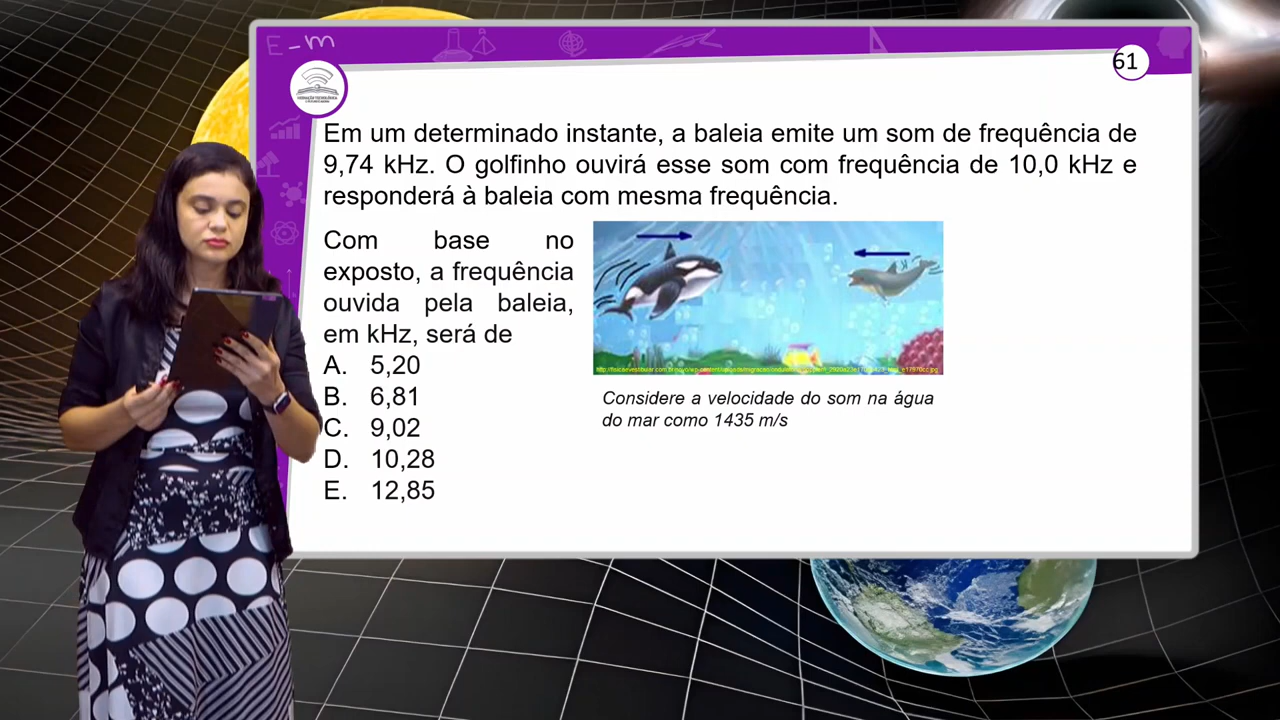 E-m
61
Em um determinado instante, a baleia emite um som de frequência de
9,74 kHz. O golfinho ouvirá esse som com frequência de 10,0 kHz e
responderá à baleia com mesma frequência.
Com base no
exposto, a frequência
ouvida pela baleia,
em kHz, será de
A. 5,20
B. 6,81
C. 9,02
D. 10,28
E. 12,85
Considere a velocidade do som na água
do mar como 1435 m/s